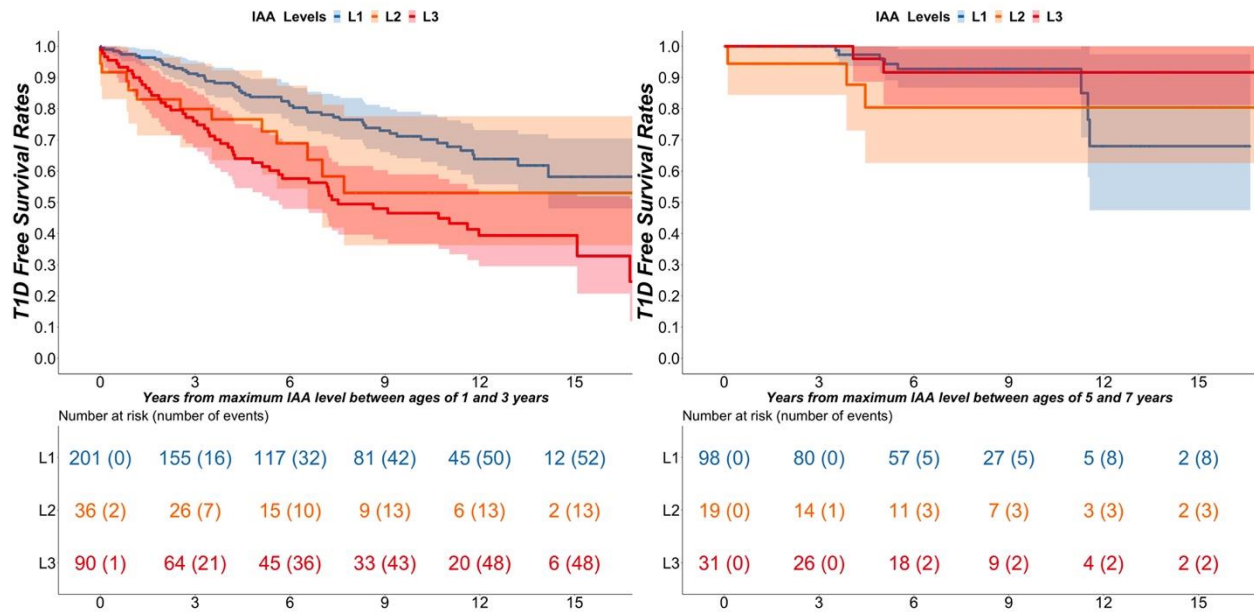 IAA Levels L1 L2 L3
T1D Free Survival Rates
1.0
0.9
0.8
0.7
0.6
0.5
0.4
0.3
0.2
0.1
0.0
0 3 6 9 12 15
Years from maximum IAA level between ages of 1 and 3 years
Number at risk (number of events)
L1 201 (0) 155 (16) 117 (32) 81 (42) 45 (50) 12 (52)
L2 36 (2) 26 (7) 15 (10) 9 (13) 6 (13) 2 (13)
L3 90 (1) 64 (21) 45 (36) 33 (43) 20 (48) 6 (48)
0 3 6 9 12 15
IAA Levels L1 L2 L3
T1D Free Survival Rates
1.0
0.9
0.8
0.7
0.6
0.5
0.4
0.3
0.2
0.1
0.0
0 3 6 9 12 15
Years from maximum IAA level between ages of 5 and 7 years
Number at risk (number of events)
L1 98 (0) 80 (0) 57 (5) 27 (5) 5 (8) 2 (8)
L2 19 (0) 14 (1) 11 (3) 7 (3) 3 (3) 2 (3)
L3 31 (0) 26 (0) 18 (2) 9 (2) 4 (2) 2 (2)
0 3 6 9 12 15